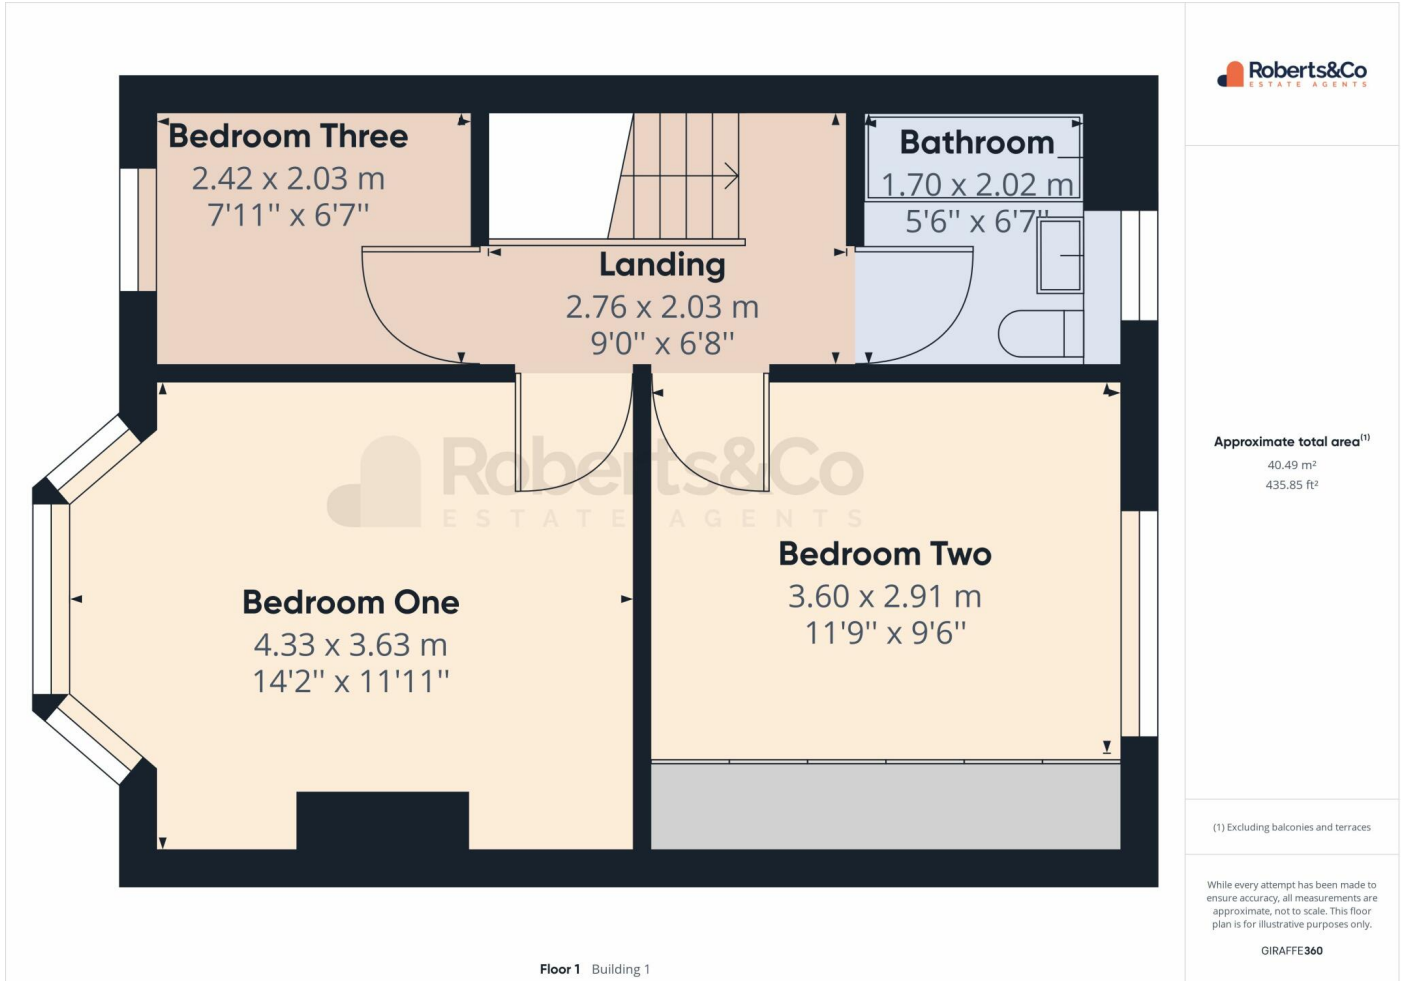 Bedroom Three
2.42 x 2.03 m
7'11" x 6'7"
Landing
2.76 x 2.03 m
9'0" x 6'8"
Bathroom
1.70 x 2.02 m
5'6" x 6'7"
Roberts&Co
ESTATE AGENTS
Bedroom One
4.33 x 3.63 m
14'2" x 11'11"
Bedroom Two
3.60 x 2.91 m
11'9" x 9'6"
Floor 1 Building 1
Roberts&Co
ESTATE AGENTS
Approximate total area(1)
40.49 m²
435.85 ft²
(1) Excluding balconies and terraces
While every attempt has been made to
ensure accuracy, all measurements are
approximate, not to scale. This floor
plan is for illustrative purposes only.
GIRAFFE360